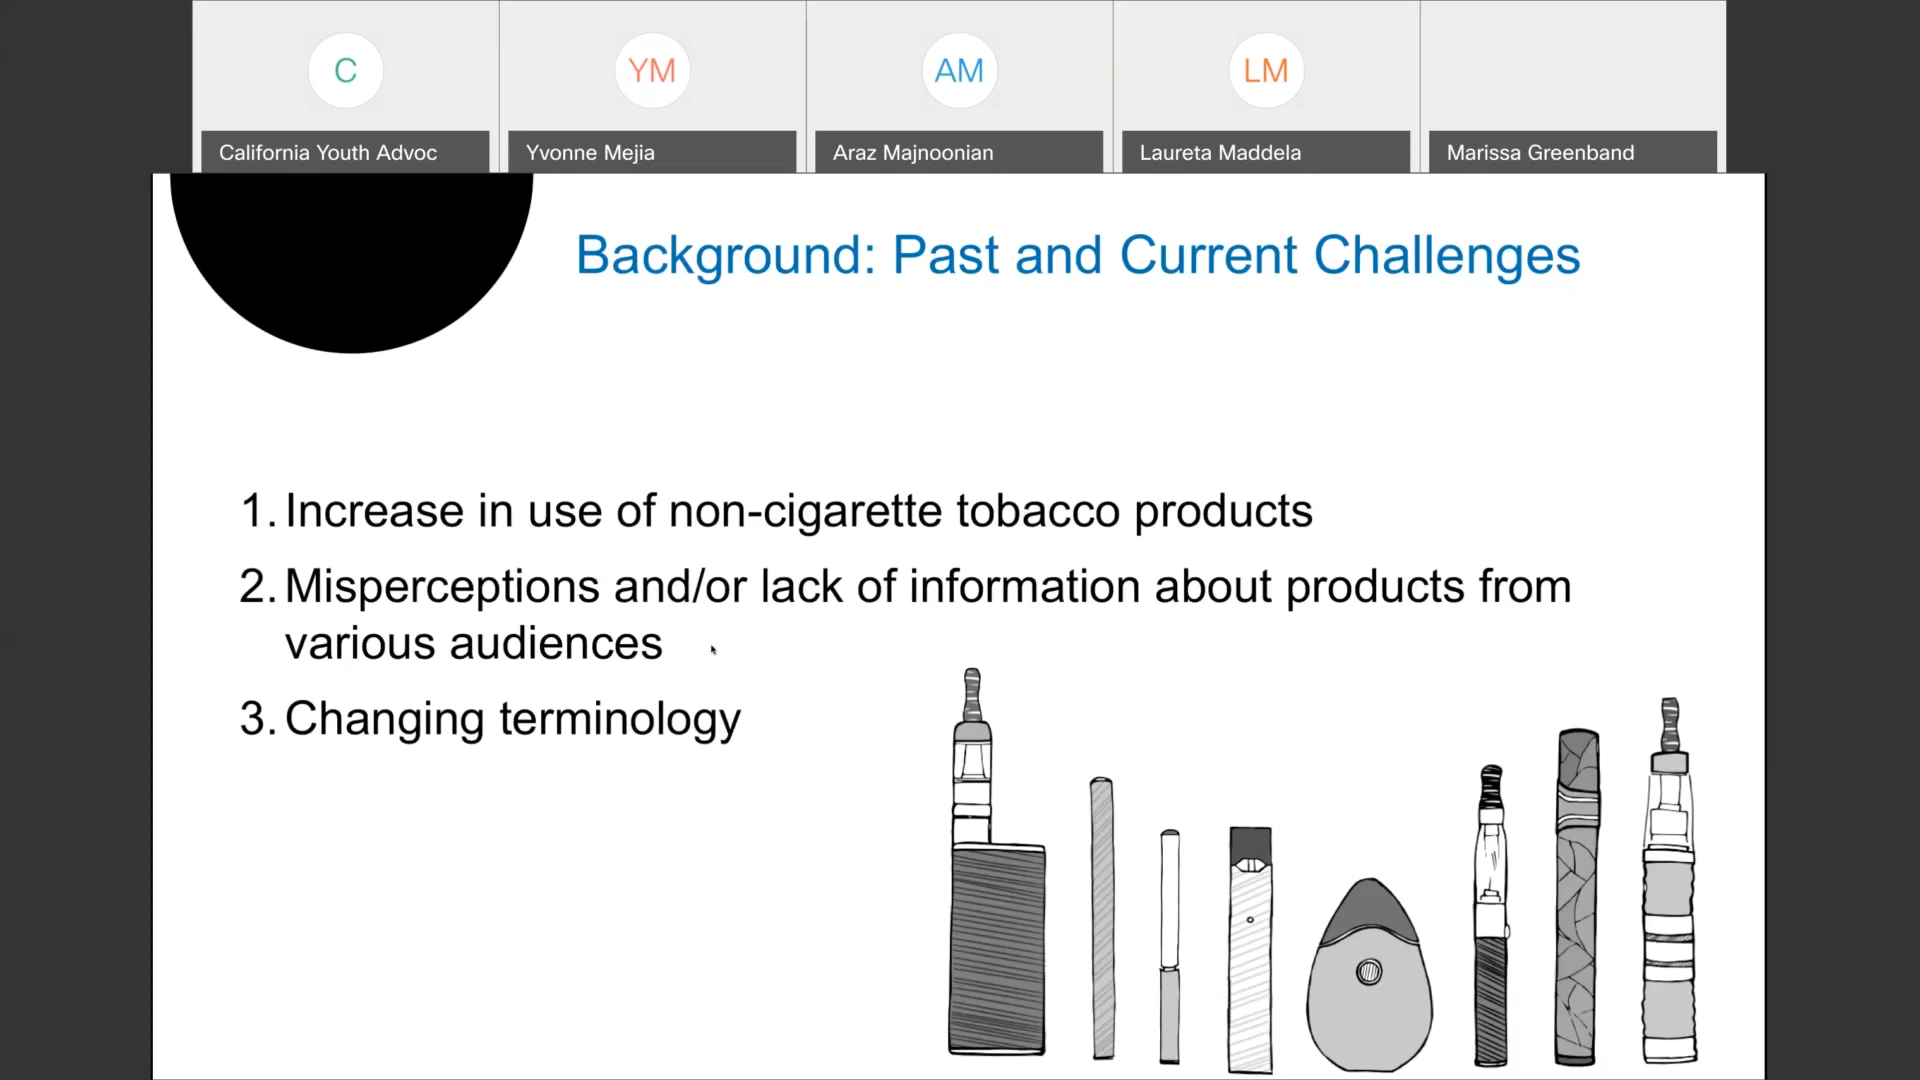 C
YM
AM
LM
California Youth Advoc
Yvonne Mejia
Araz Majnoonian
Laureta Maddela
Marissa Greenband
Background: Past and Current Challenges
1. Increase in use of non-cigarette tobacco products
2. Misperceptions and/or lack of information about products from
various audiences
3. Changing terminology